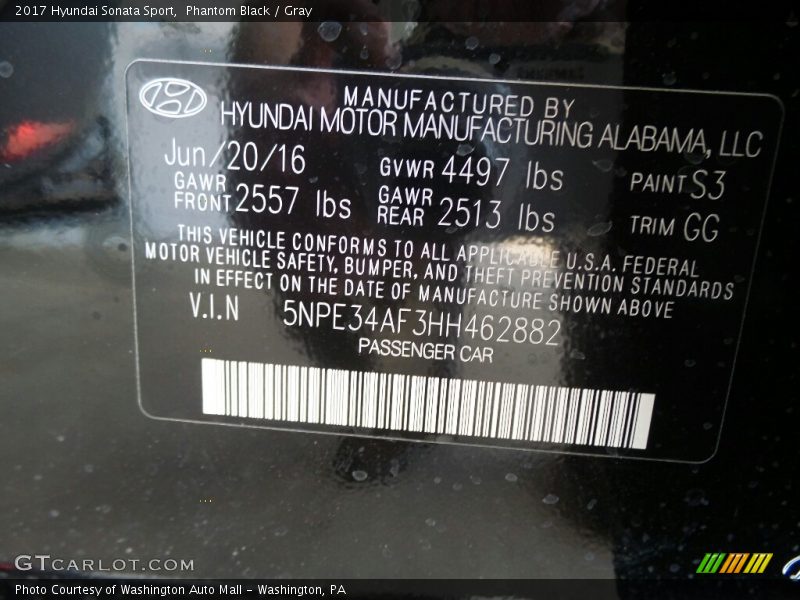 2017 Hyundai Sonata Sport, Phantom Black / Gray
MANUFACTURED BY
HYUNDAI MOTOR MANUFACTURING ALABAMA, LLC
Jun/20/16 GVWR 4497 lbs PAINT S3
GAWR FRONT 2557 lbs GAWR REAR 2513 lbs TRIM GG
THIS VEHICLE CONFORMS TO ALL APPLICABLE U.S.A. FEDERAL
MOTOR VEHICLE SAFETY, BUMPER, AND THEFT PREVENTION STANDARDS
IN EFFECT ON THE DATE OF MANUFACTURE SHOWN ABOVE
V.I.N 5NPE34AF3HH462882
PASSENGER CAR
GTCARLOT.COM
Photo Courtesy of Washington Auto Mall - Washington, PA